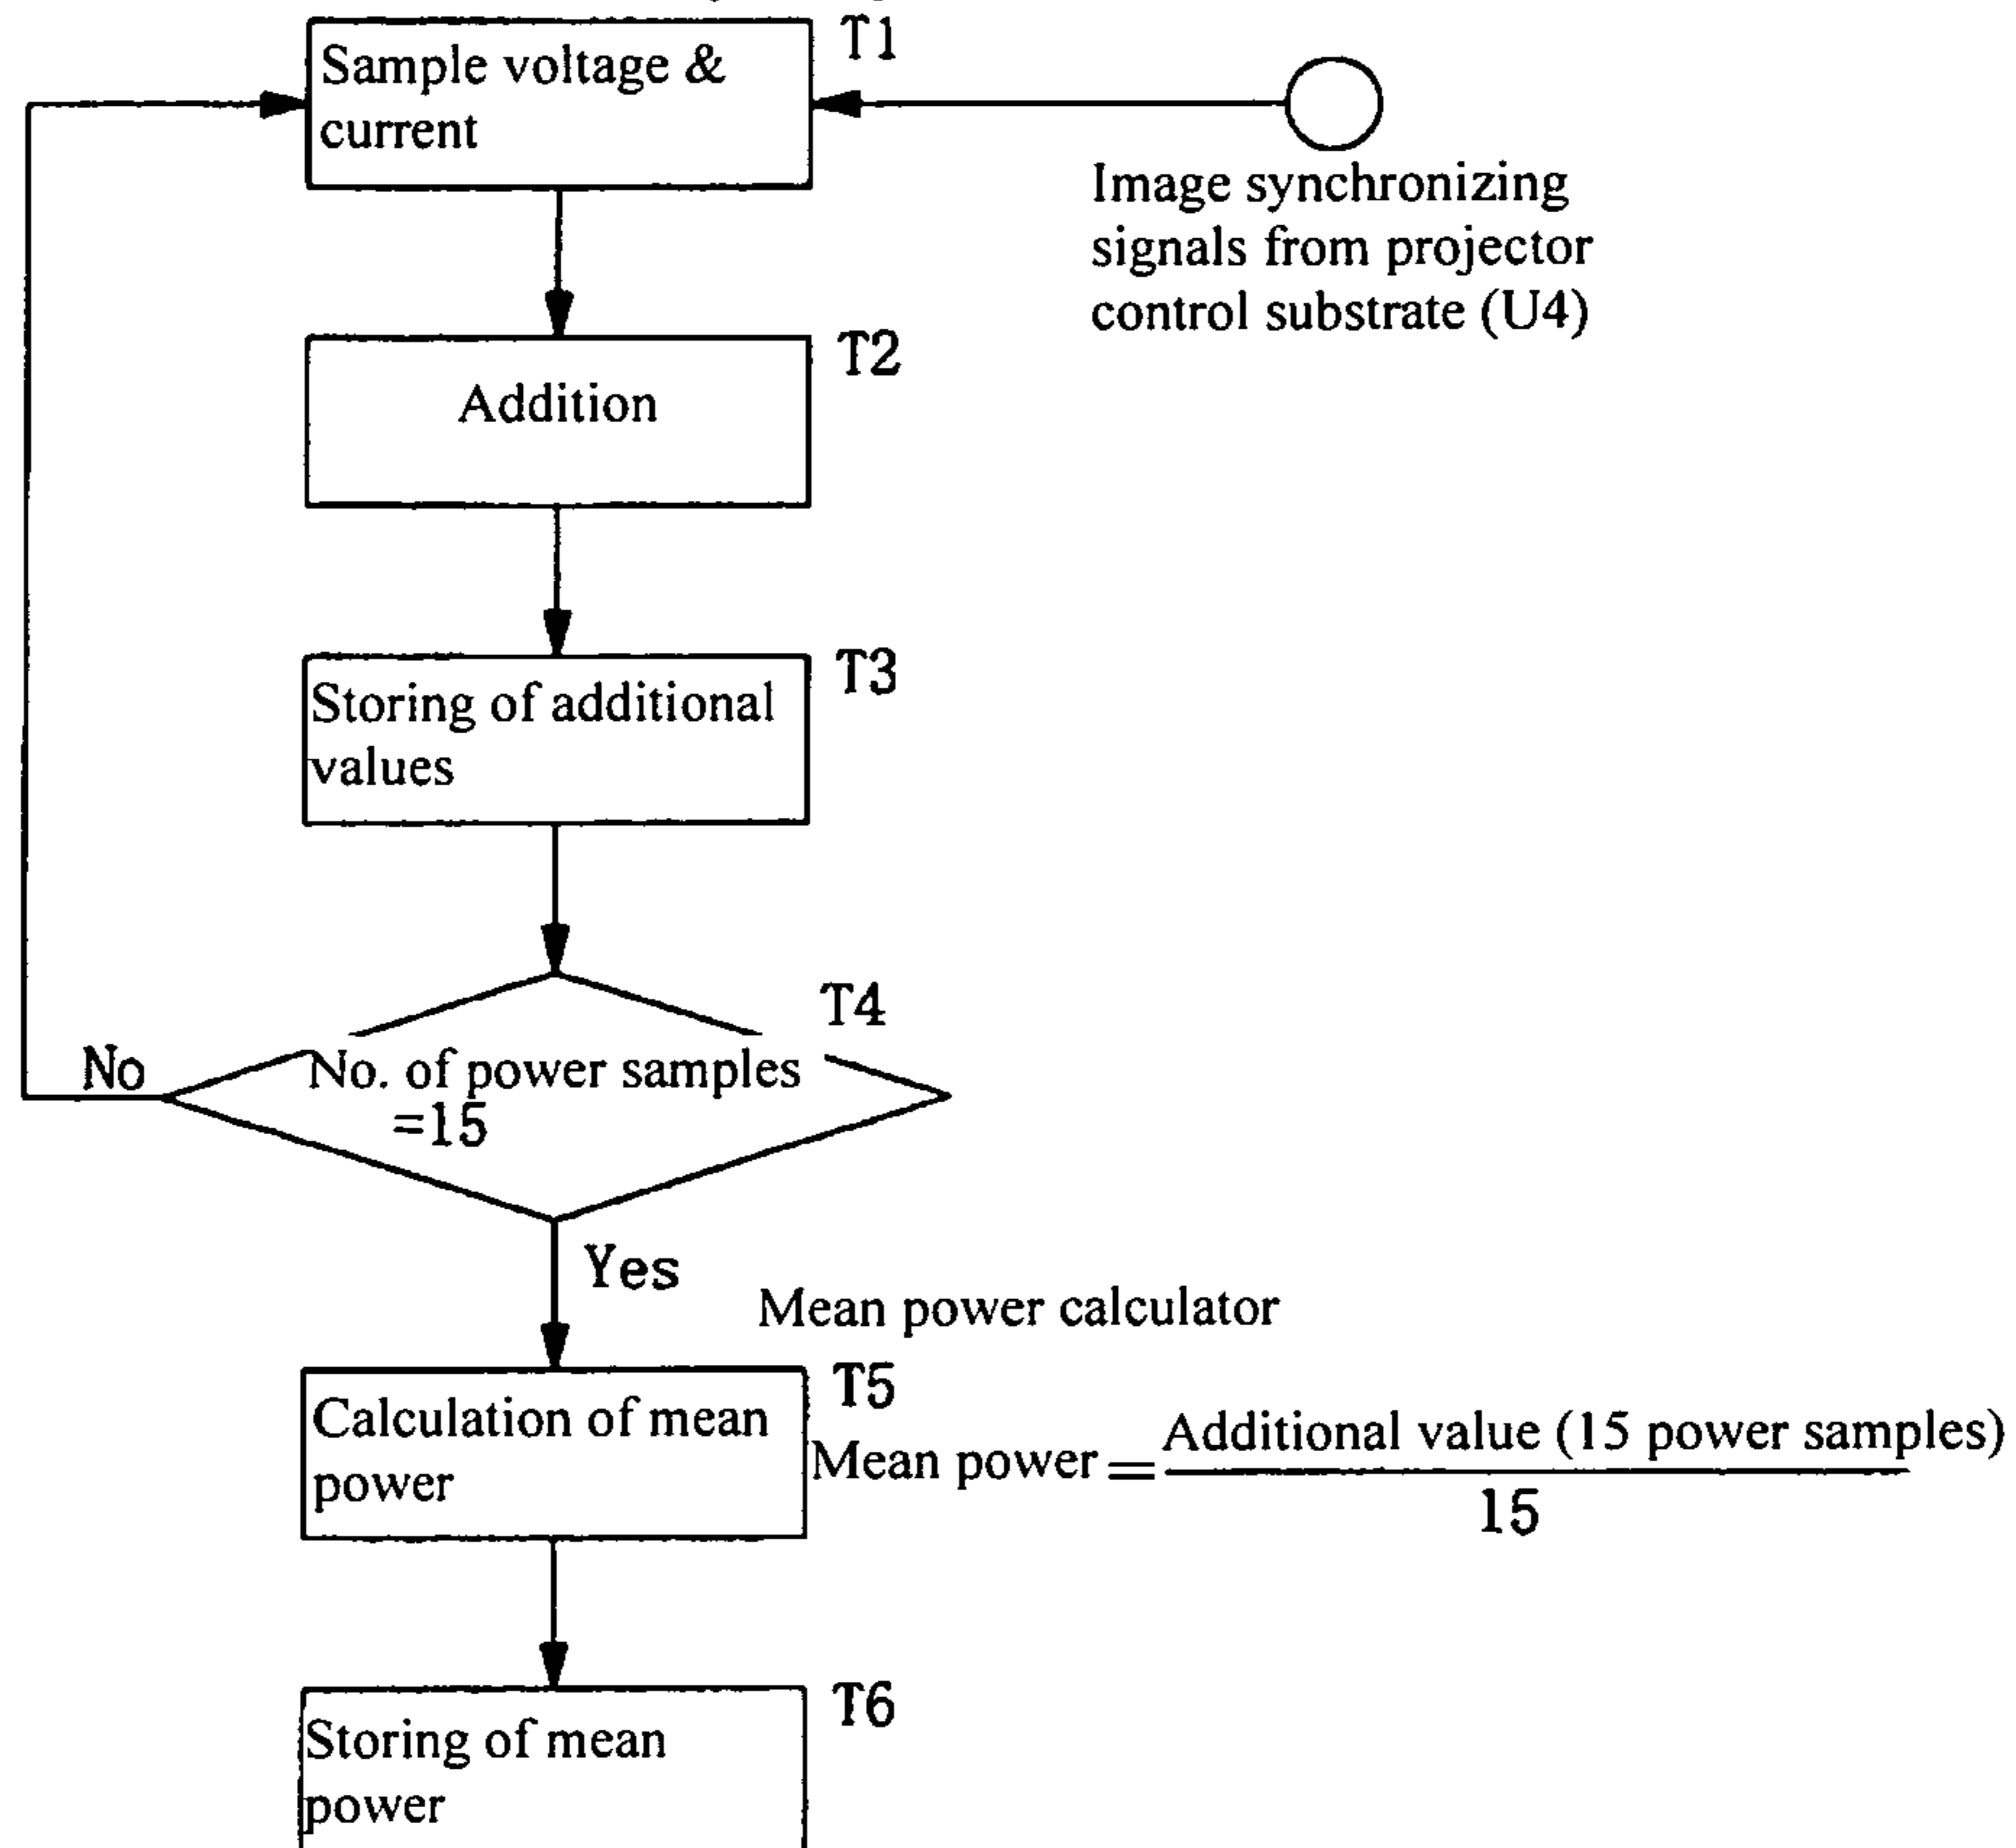 T1
Sample voltage &
current
Image synchronizing
signals from projector
control substrate (U4)
T2
Addition
T3
Storing of additional
values
T4
No
No. of power samples
=15
Yes
Mean power calculator
T5
Calculation of mean
power
Mean power = Additional value (15 power samples)
15
T6
Storing of mean
power